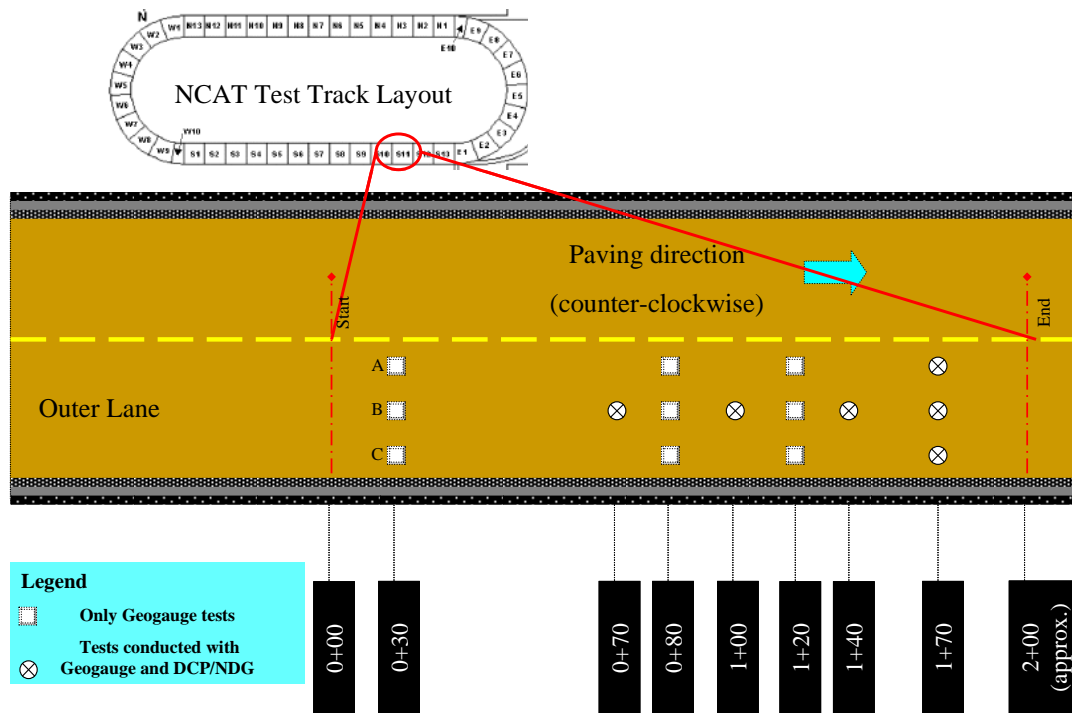 N
W1 N13 N12 N11 N10 N9 N8 N7 N6 N5 N4 N3 N2 N1 E9
W2 E10 E8
W3 E7
W4 E6
W5 E5
W6 E4
W7 E3
W8 E2
W9 W10 S1 S2 S3 S4 S5 S6 S7 S8 S9 S10 S11 S12 S13 E1
NCAT Test Track Layout
Paving direction
(counter-clockwise)
Start
End
A
B
C
Outer Lane
Legend
Only Geogauge tests
Tests conducted with
Geogauge and DCP/NDG
0+00
0+30
0+70
0+80
1+00
1+20
1+40
1+70
2+00
(approx.)